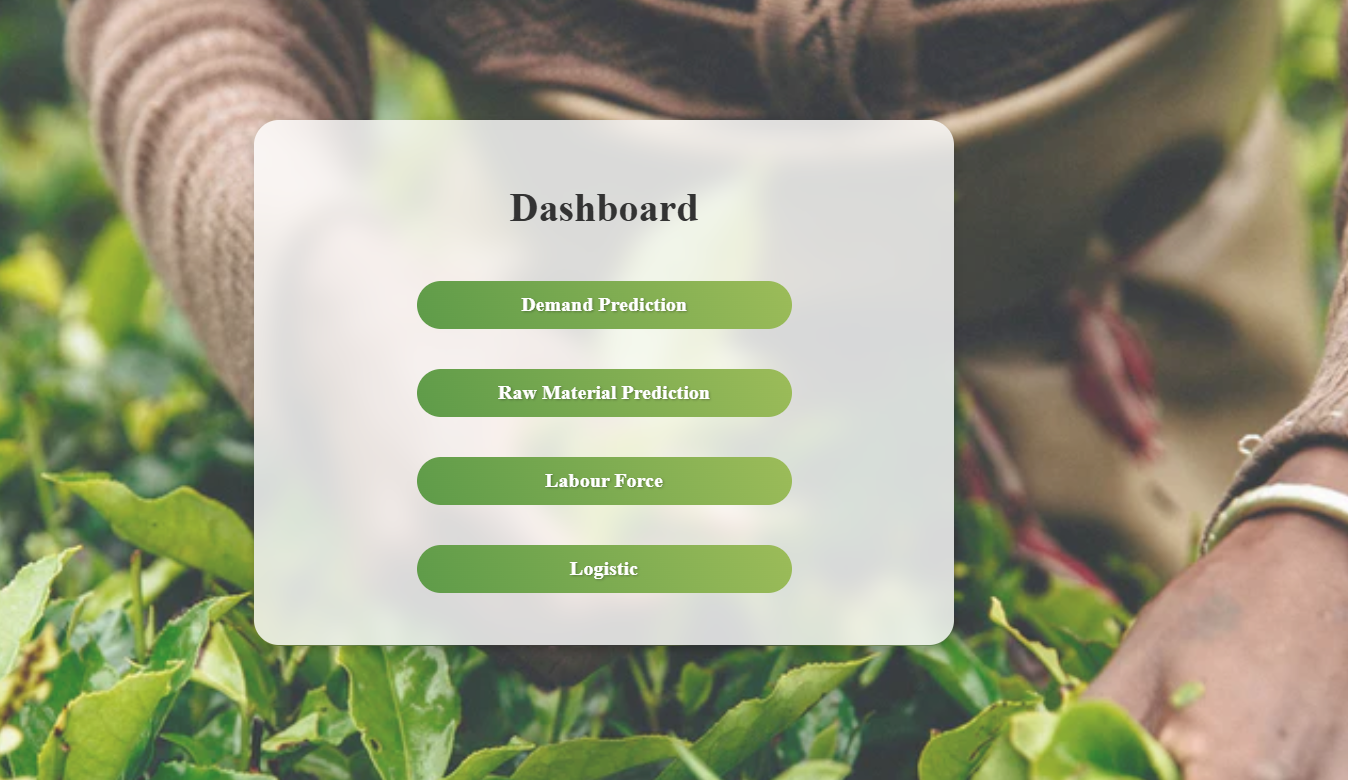 Dashboard
Demand Prediction
Raw Material Prediction
Labour Force
Logistic